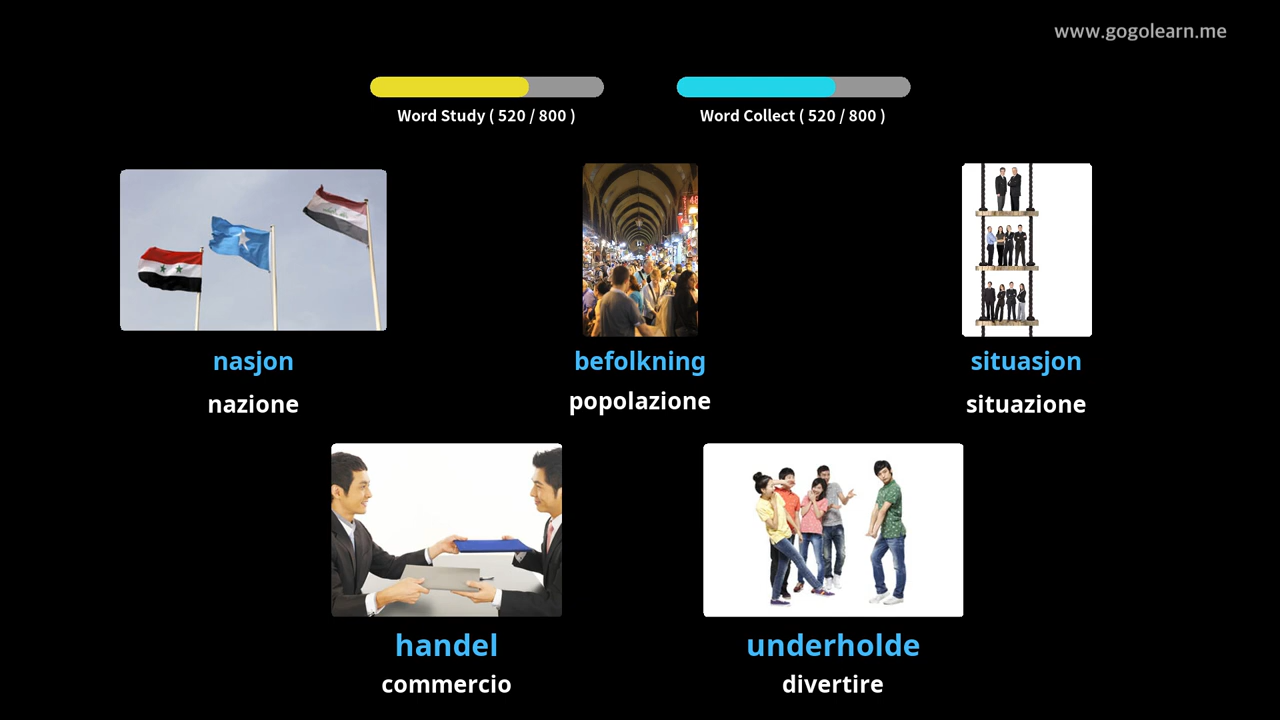 www.gogolearn.me
Word Study ( 520 / 800 )
Word Collect ( 520 / 800 )
nasjon
nazione
befolkning
popolazione
situasjon
situazione
handel
commercio
underholde
divertire